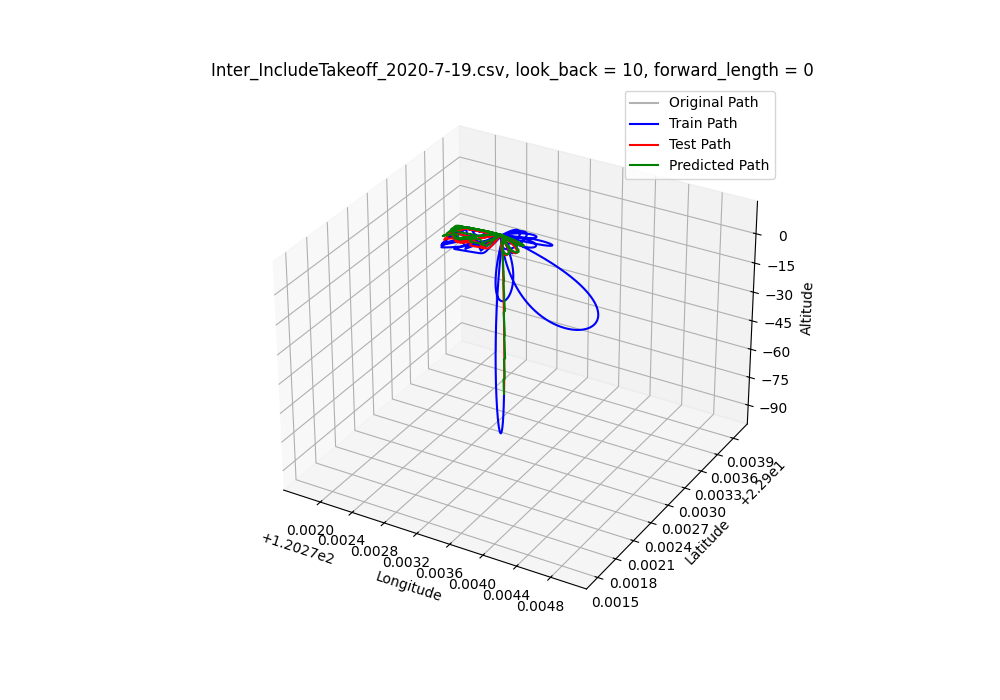 Inter_IncludeTakeoff_2020-7-19.csv, look_back = 10, forward_length = 0
Original Path
Train Path
Test Path
Predicted Path
0
−15
−30
−45
−60
−75
−90
Altitude
0.0039
0.0036
0.0033
0.0030
0.0027
0.0024
0.0021
0.0018
0.0015
+2.29e1
Latitude
0.0020
0.0024
0.0028
0.0032
0.0036
0.0040
0.0044
0.0048
+1.2027e2
Longitude